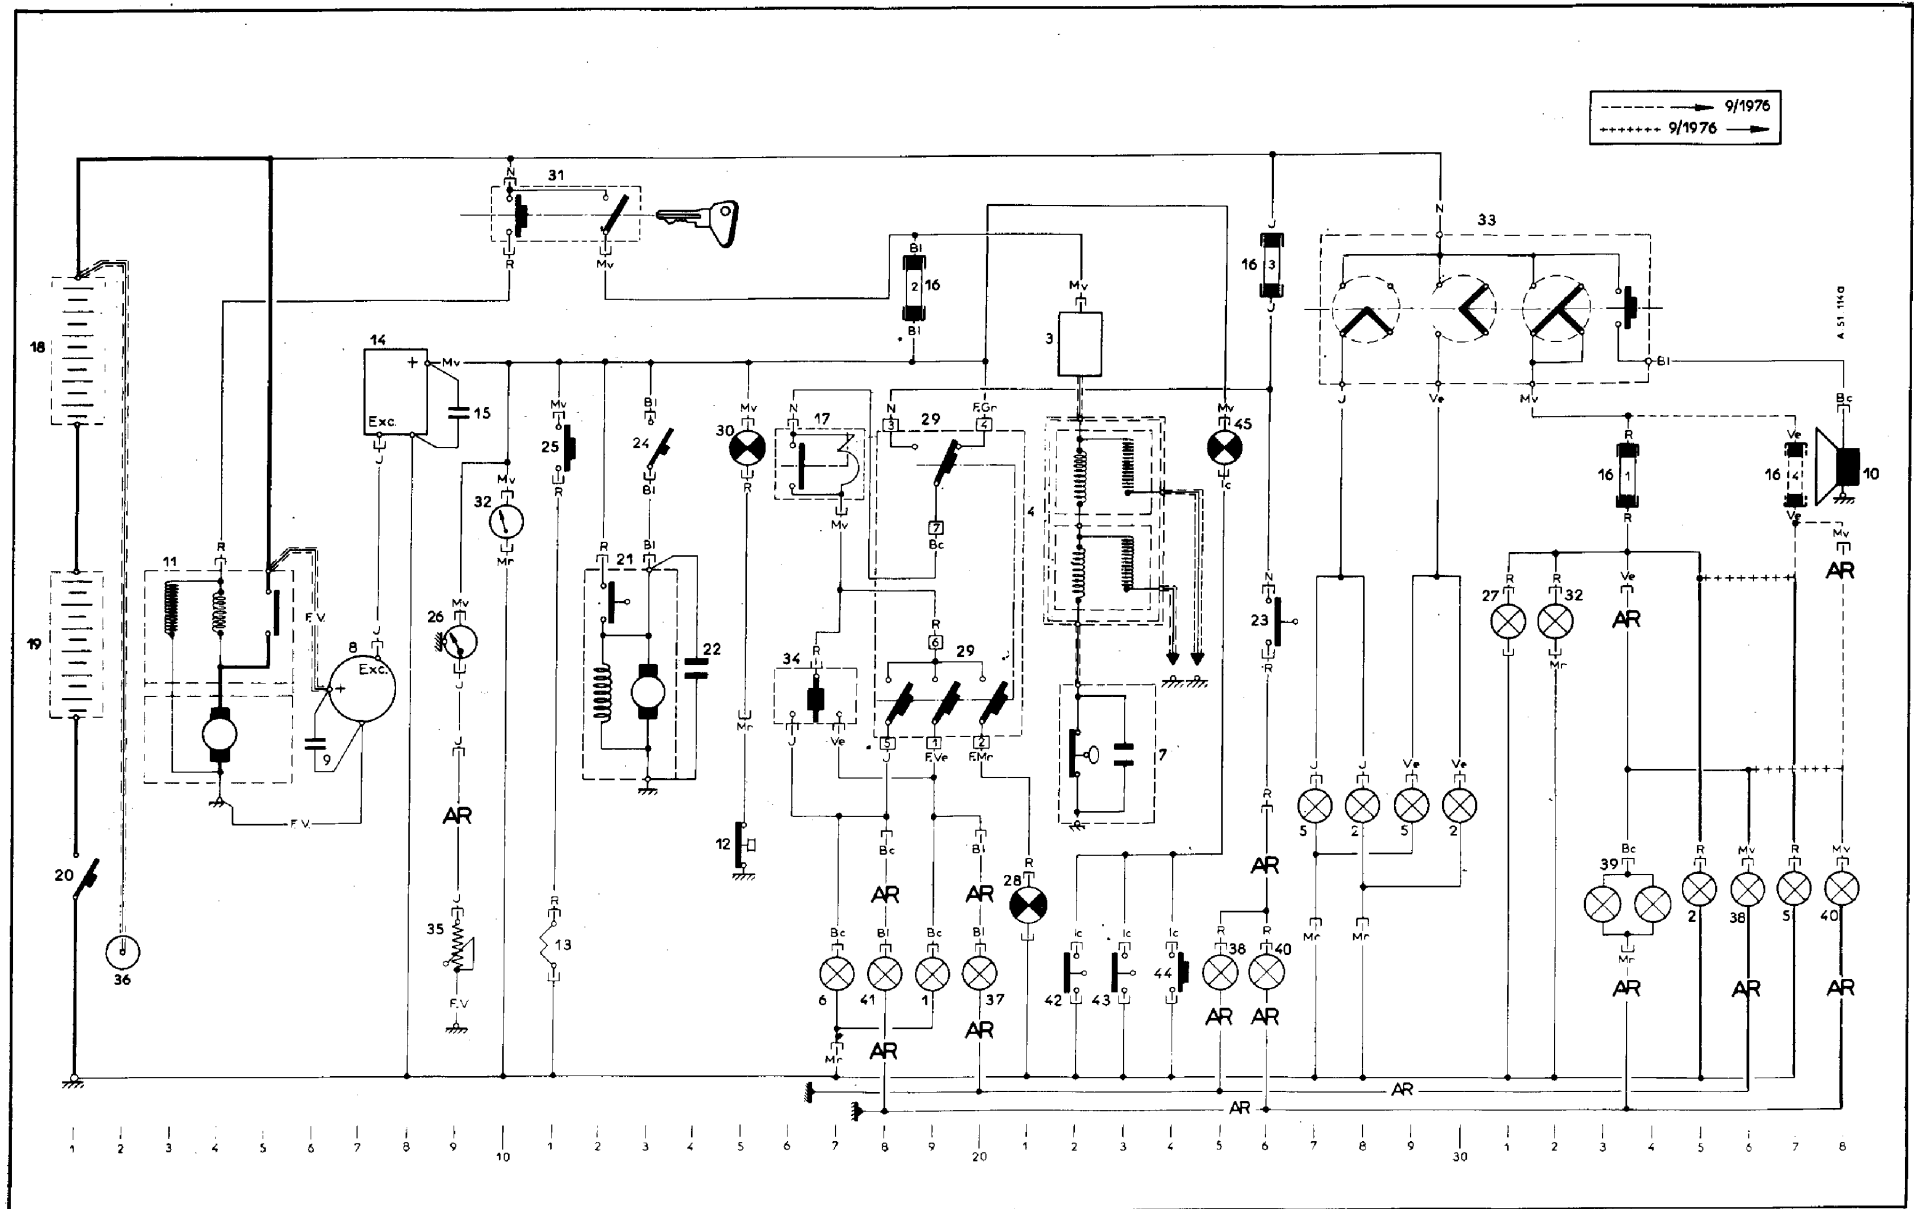 9/1976
9/1976
N
31
N
33
J
R
Mv
Bl
2
16
Bl
16
3
J
Mv
A 51 114a
18
14
+
Mv
3
Bl
Exc.
15
J
Mv
25
R
Bl
24
Bl
Mv
30
R
N
17
Mv
N
3
29
F.Gr
4
7
Bc
4
Mv
45
Ic
J
Ve
Mv
R
16
1
R
Ve
16
4
Ve
Bc
10
Mv
32
Mr
R
11
F.V.
19
8
Exc.
J
+
9
F.V.
Mv
26
J
R
21
Bl
22
R
6
29
R
34
J
Ve
5
J
1
F.Ve
2
F.Mr
7
N
23
R
R
27
R
32
Mr
Ve
AR
Mv
AR
J
AR
J
35
F.V.
Mr
12
R
13
20
36
Bc
AR
Bl
AR
Bl
R
28
R
AR
J
5
J
2
Ve
5
Ve
2
Mr
Mr
Bc
39
Mr
AR
R
2
Mv
38
AR
R
5
Mv
40
AR
Bc
6
41
Bc
1
Bl
37
Mr
AR
AR
Ic
42
Ic
43
Ic
44
R
38
AR
R
40
AR
AR
AR
1 2 3 4 5 6 7 8 9 10 1 2 3 4 5 6 7 8 9 20 1 2 3 4 5 6 7 8 9 30 1 2 3 4 5 6 7 8